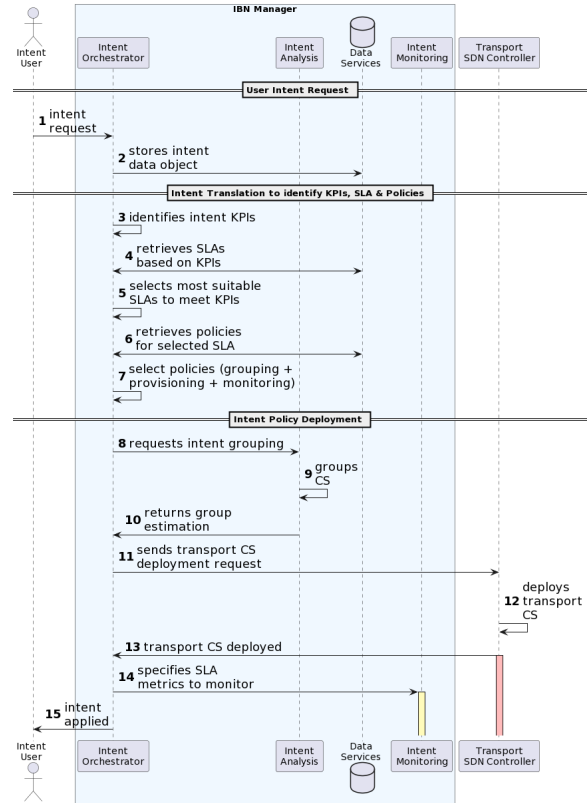 IBN Manager
Intent
User
Intent
Orchestrator
Intent
Analysis
Data
Services
Intent
Monitoring
Transport
SDN Controller
User Intent Request
1 intent
request
2 stores intent
data object
Intent Translation to identify KPIs, SLA & Policies
3 identifies intent KPIs
4 retrieves SLAs
based on KPIs
5 selects most suitable
SLAs to meet KPIs
6 retrieves policies
for selected SLA
7 select policies (grouping +
provisioning + monitoring)
Intent Policy Deployment
8 requests intent grouping
9 groups
CS
10 returns group
estimation
11 sends transport CS
deployment request
deploys
12 transport
CS
13 transport CS deployed
14 specifies SLA
metrics to monitor
15 intent
applied
Intent
User
Intent
Orchestrator
Intent
Analysis
Data
Services
Intent
Monitoring
Transport
SDN Controller